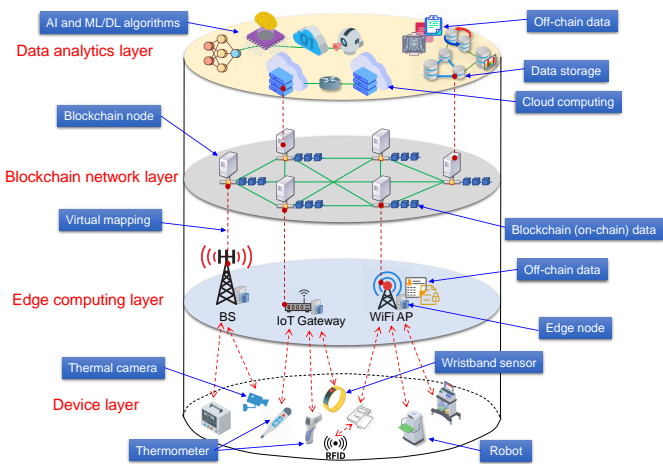 AI and ML/DL algorithms
Off-chain data
Data analytics layer
Data storage
Cloud computing
Blockchain node
Blockchain network layer
Virtual mapping
Blockchain (on-chain) data
Off-chain data
Edge computing layer
BS
IoT Gateway
WiFi AP
Edge node
Thermal camera
Wristband sensor
Device layer
Thermometer
RFID
Robot